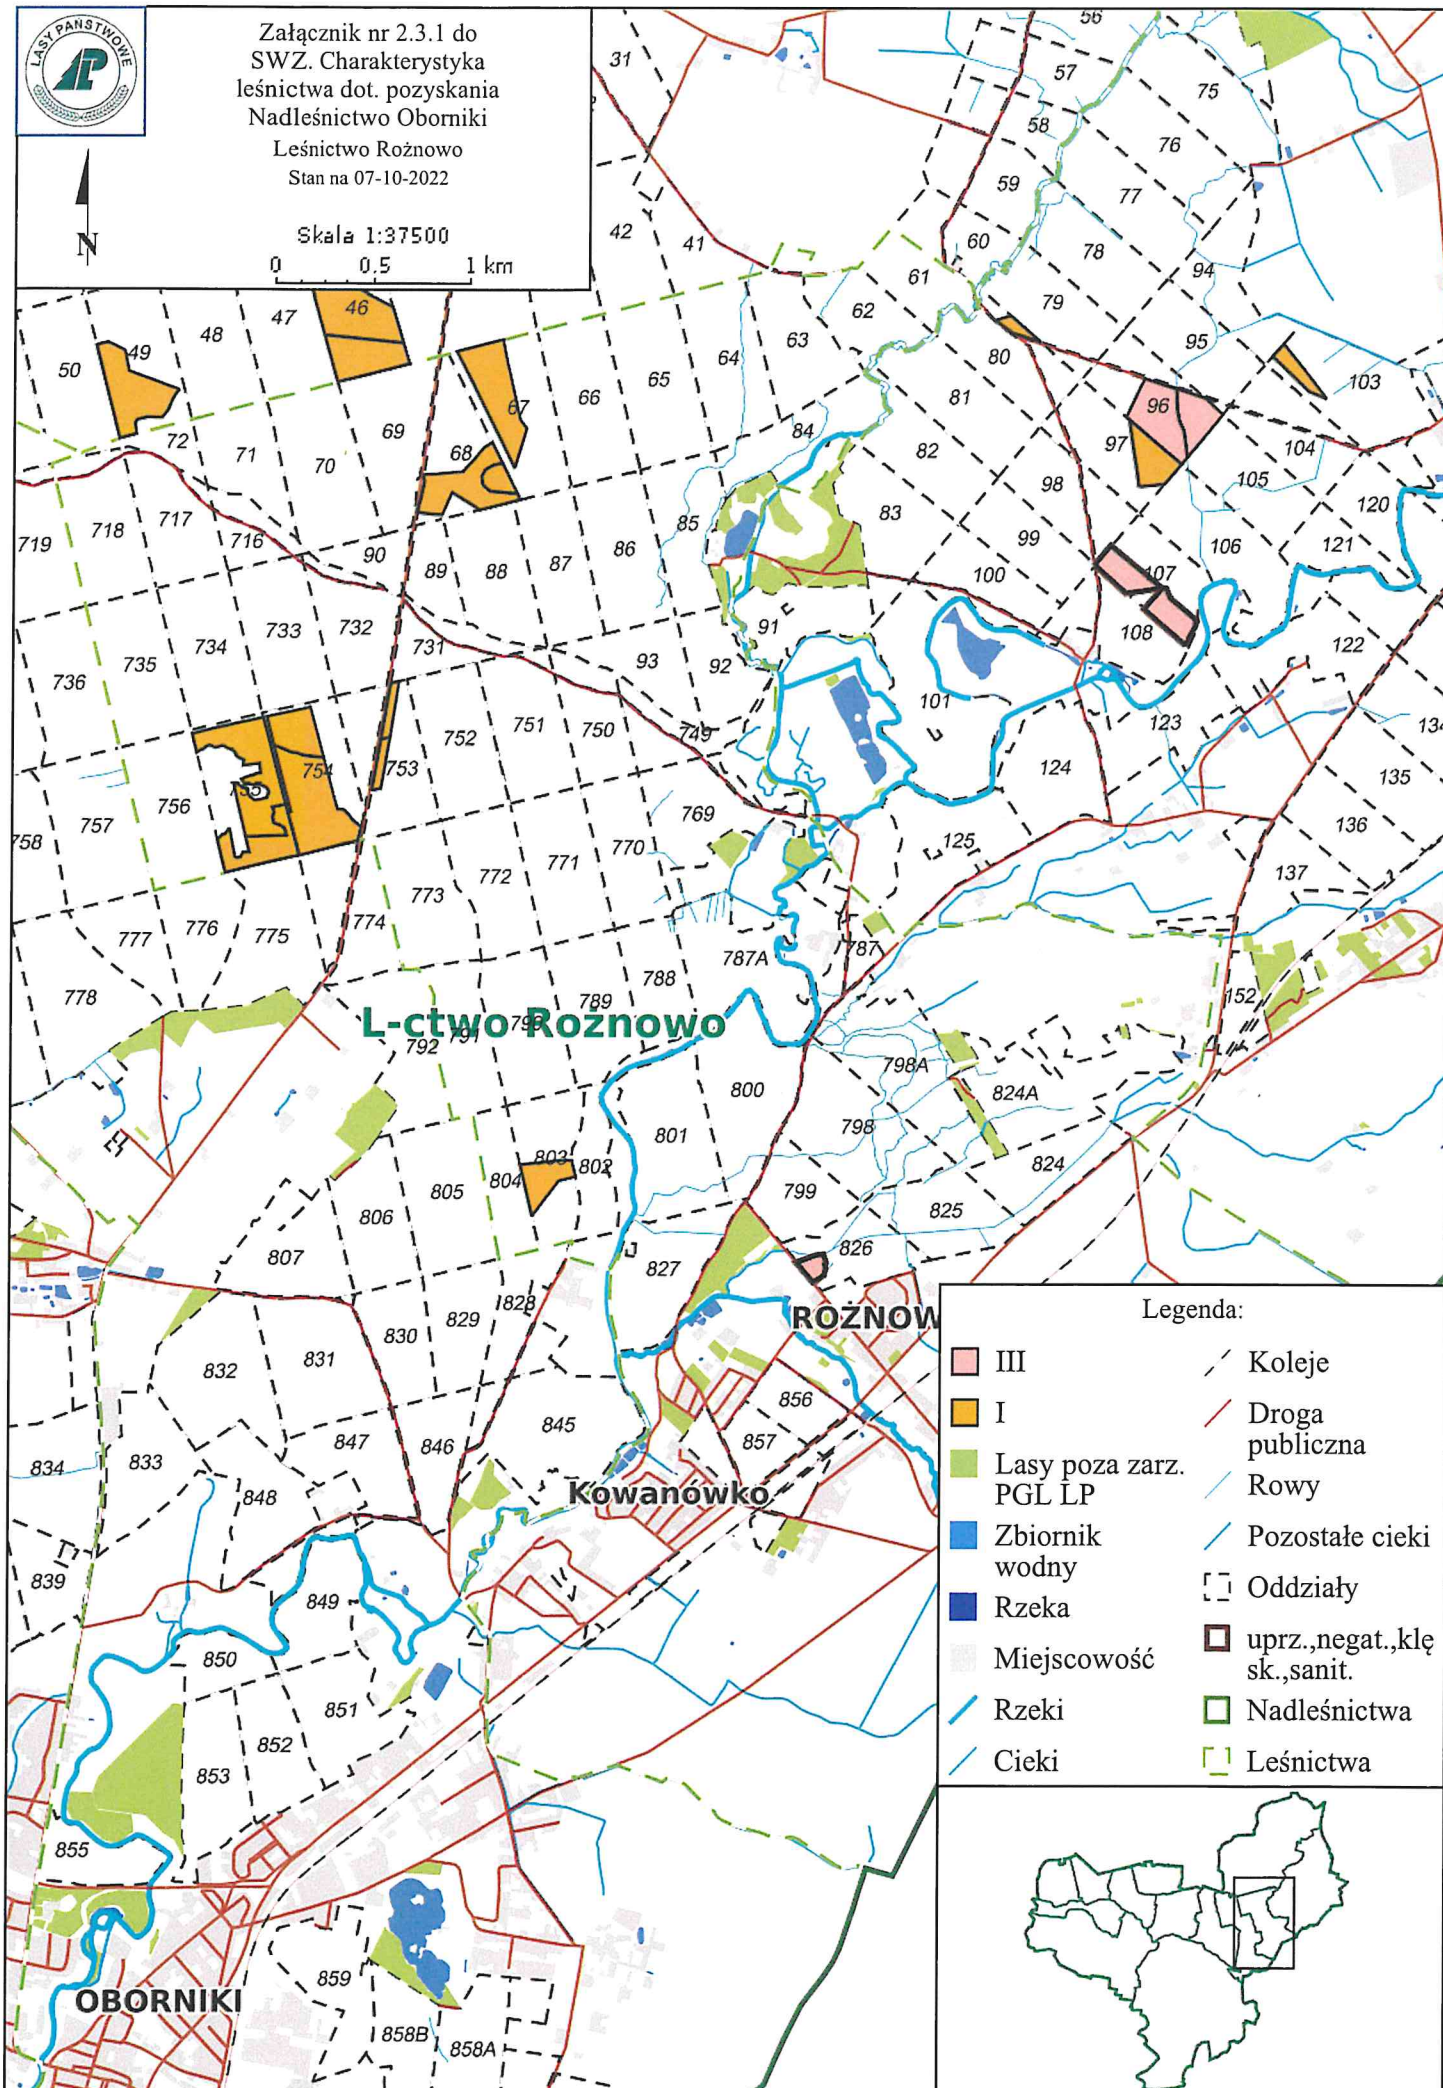 LASY PAŃSTWOWE
LP
Załącznik nr 2.3.1 do
SWZ. Charakterystyka
leśnictwa dot. pozyskania
Nadleśnictwo Oborniki
Leśnictwo Rożnowo
Stan na 07-10-2022
Skala 1:37500
0 0.5 1 km
N
56
31 57 75
58 76
59 77
42 41 60 78
61 94
46 47 48 62 79
49 63 95
50 64 80
65 103
66 81 96
67
69 84 97
72 71 68 82 104
70 98 105
718 717 85 83 120
719 716 86 99 121
90 87 106
89 88 100 107
91 108
734 733 732 731 93 92 122
735
736 101
752 751 750 749 123 134
753 124
754 135
755
756 769 136
757 125
758 770 137
771
772
773
774 787
777 776 775 787A
788 152
778 789
L-ctwo Rożnowo
790
791
792 798A
800 824A
801 798
803 802 824
804 799
805 825
806 826
807 827
828 ROŻNOW
829
830
831
832 856
845 857
847 846
834 833
848 Kowanówko
839
849
850
851
852
853
855
859
OBORNIKI
858B 858A
Legenda:
III
I
Lasy poza zarz.
PGL LP
Zbiornik
wodny
Rzeka
Miejscowość
Rzeki
Cieki
Koleje
Droga
publiczna
Rowy
Pozostałe cieki
Oddziały
uprz.,negat.,klę
sk.,sanit.
Nadleśnictwa
Leśnictwa